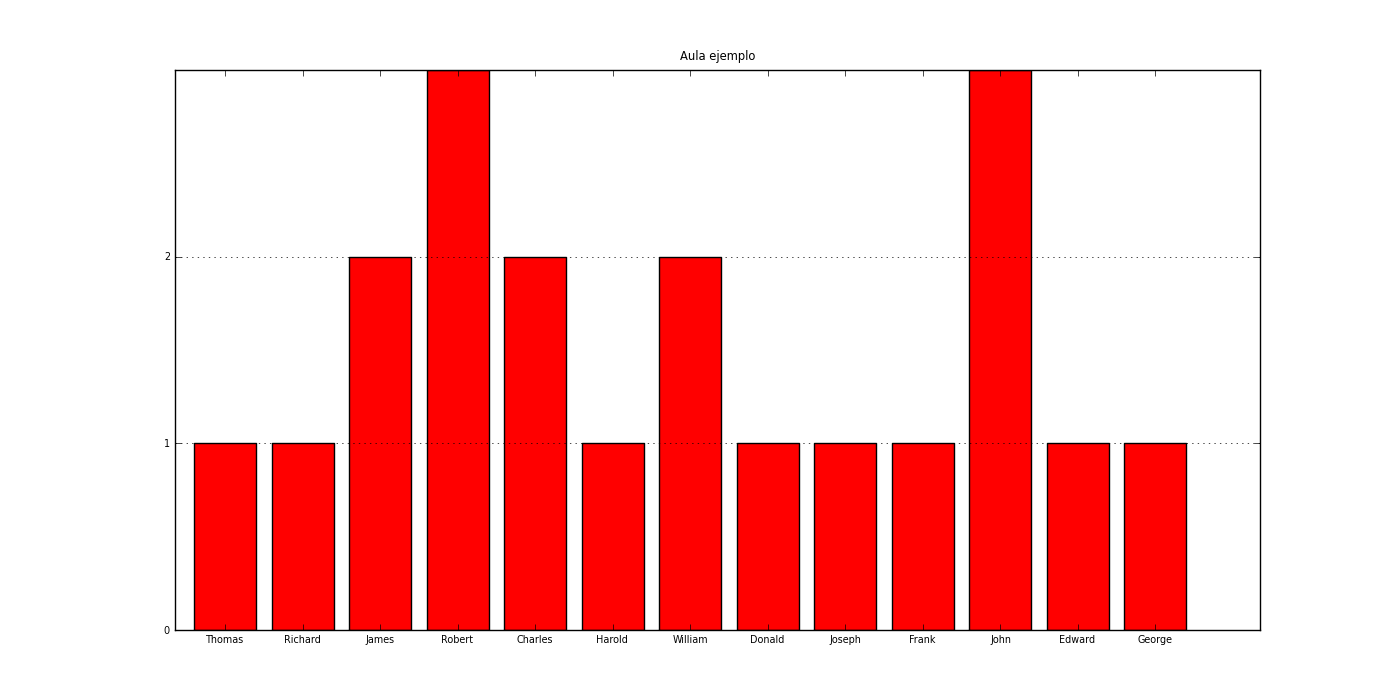 Aula ejemplo
2
1
0
Thomas Richard James Robert Charles Harold William Donald Joseph Frank John Edward George